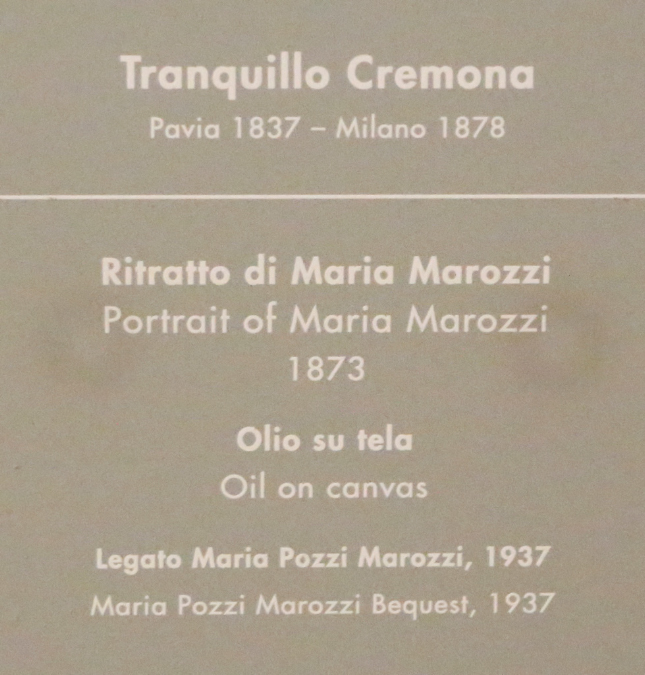 Tranquillo Cremona
Pavia 1837 – Milano 1878
Ritratto di Maria Marozzi
Portrait of Maria Marozzi
1873
Olio su tela
Oil on canvas
Legato Maria Pozzi Marozzi, 1937
Maria Pozzi Marozzi Bequest, 1937